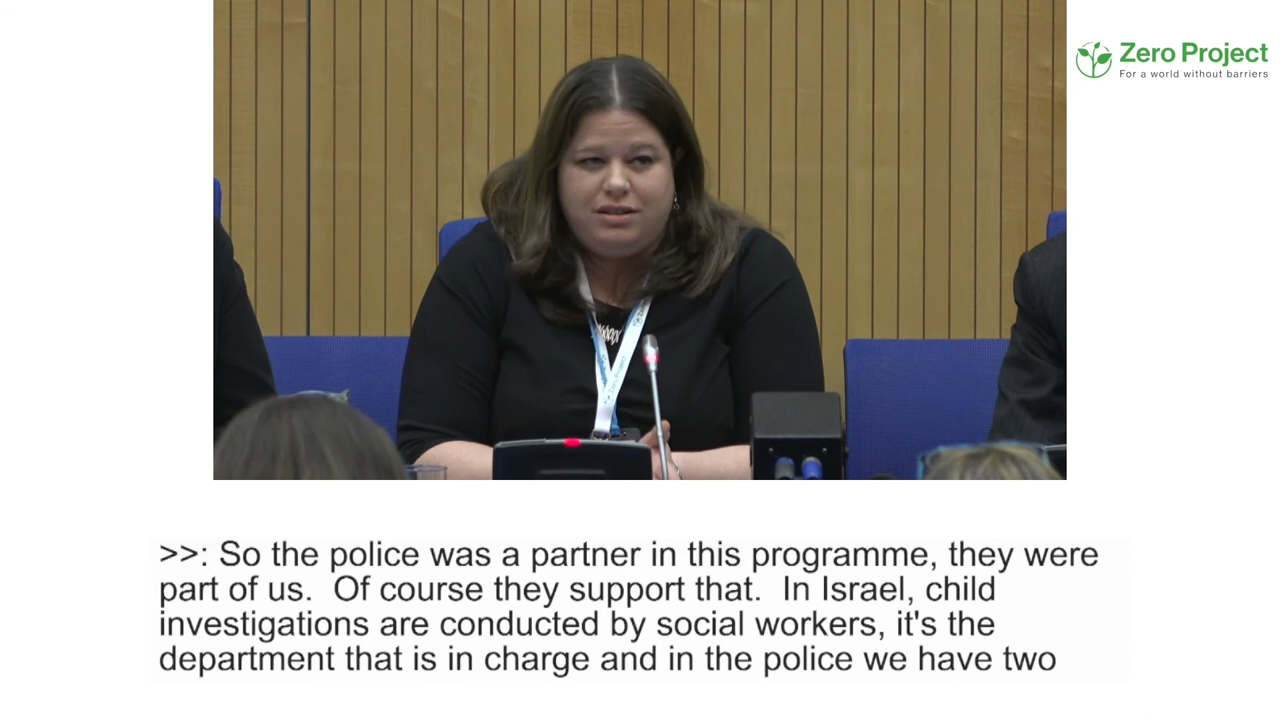 Zero Project
For a world without barriers
Zero Project
>>: So the police was a partner in this programme, they were
part of us.  Of course they support that.  In Israel, child
investigations are conducted by social workers, it's the
department that is in charge and in the police we have two